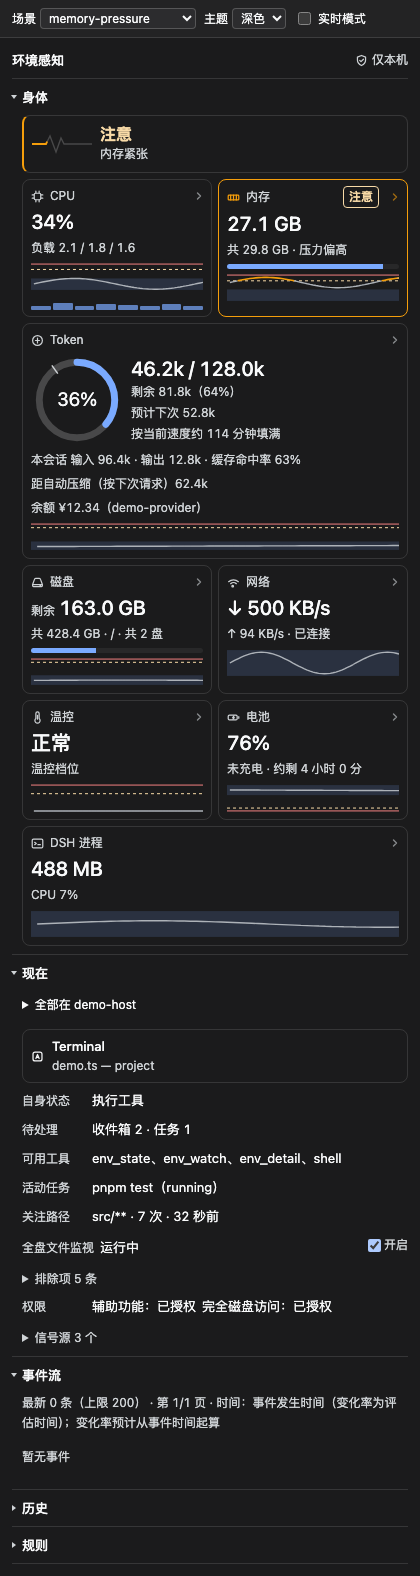 场景 memory-pressure 主题 深色 实时模式
环境感知 仅本机
身体
注意
内存紧张
CPU
34%
负载 2.1 / 1.8 / 1.6
内存 注意
27.1 GB
共 29.8 GB · 压力偏高
Token
36%
46.2k / 128.0k
剩余 81.8k（64%）
预计下次 52.8k
按当前速度约 114 分钟填满
本会话 输入 96.4k · 输出 12.8k · 缓存命中率 63%
距自动压缩（按下次请求）62.4k
余额 ¥12.34（demo-provider）
磁盘
剩余 163.0 GB
共 428.4 GB · / · 共 2 盘
网络
↓ 500 KB/s
↑ 94 KB/s · 已连接
温控
正常
温控档位
电池
76%
未充电 · 约剩 4 小时 0 分
DSH 进程
488 MB
CPU 7%
现在
全部在 demo-host
Terminal
demo.ts — project
自身状态 执行工具
待处理 收件箱 2 · 任务 1
可用工具 env_state、env_watch、env_detail、shell
活动任务 pnpm test（running）
关注路径 src/** · 7 次 · 32 秒前
全盘文件监视 运行中 开启
排除项 5 条
权限 辅助功能：已授权 完全磁盘访问：已授权
信号源 3 个
事件流
最新 0 条（上限 200） · 第 1/1 页 · 时间：事件发生时间（变化率为评
估时间）；变化率预计从事件时间起算
暂无事件
历史
规则